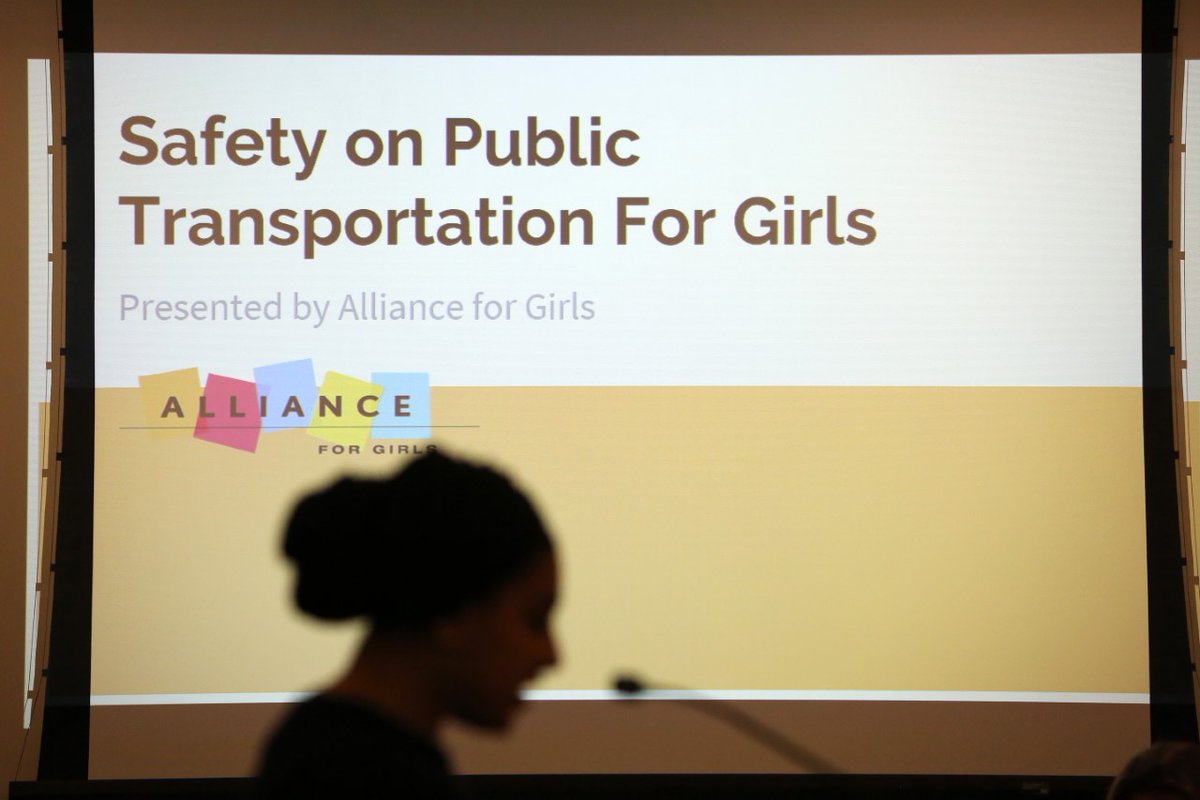 Safety on Public
Transportation For Girls
Presented by Alliance for Girls
ALLIANCE
FOR GIRLS